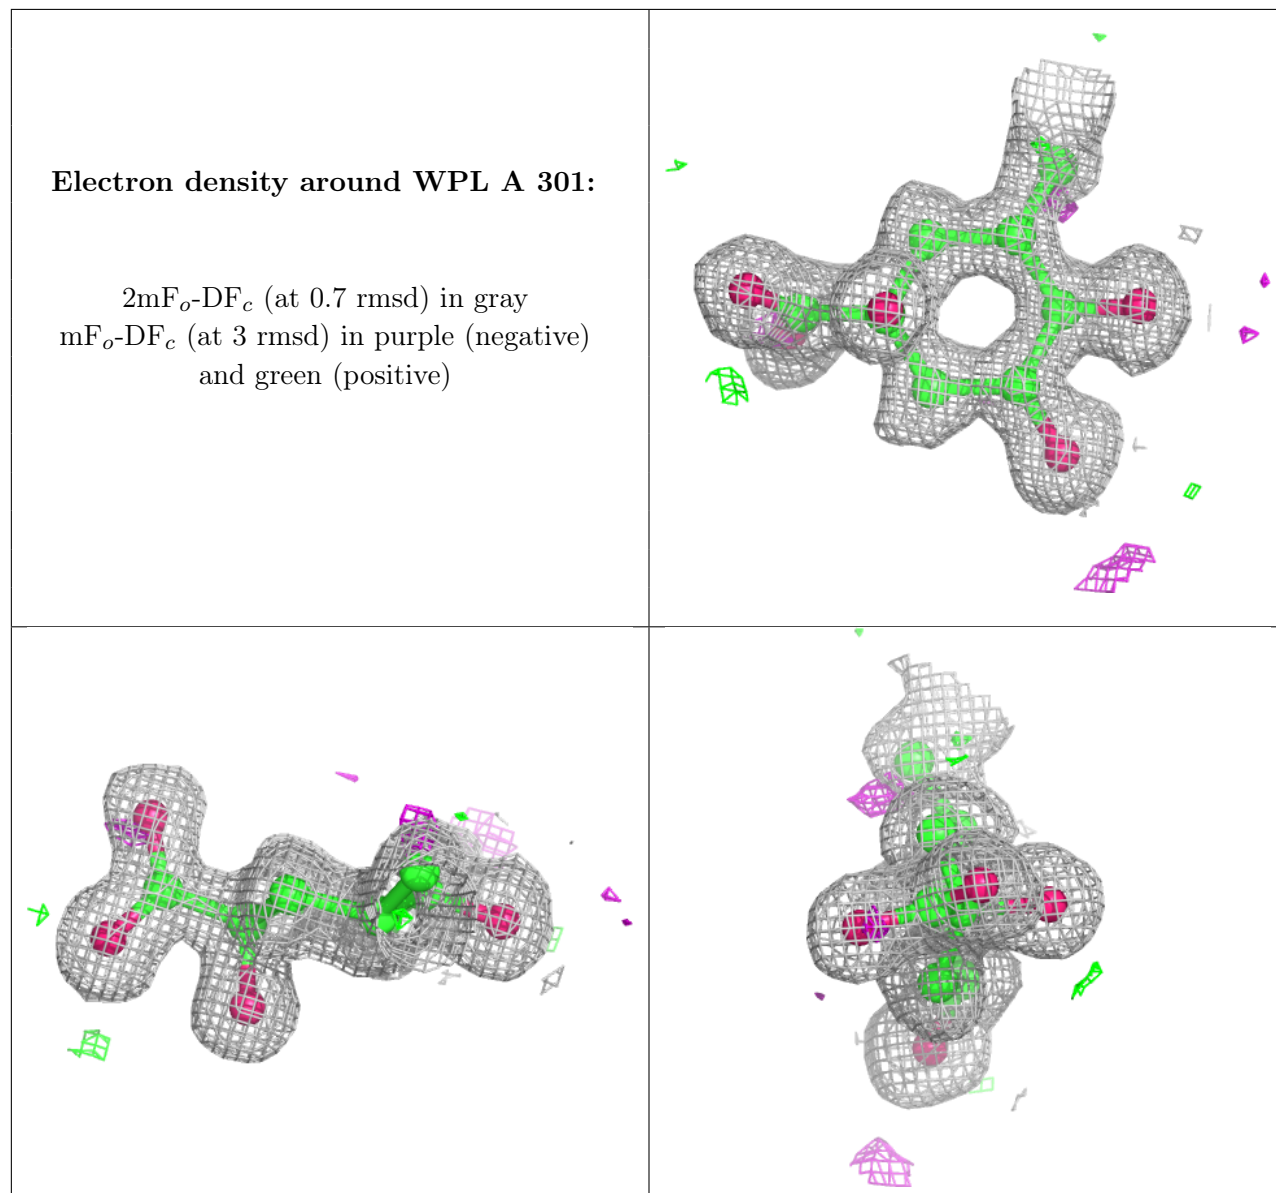 Electron density around WPL A 301:
2mFo-DFc (at 0.7 rmsd) in gray
mFo-DFc (at 3 rmsd) in purple (negative)
and green (positive)